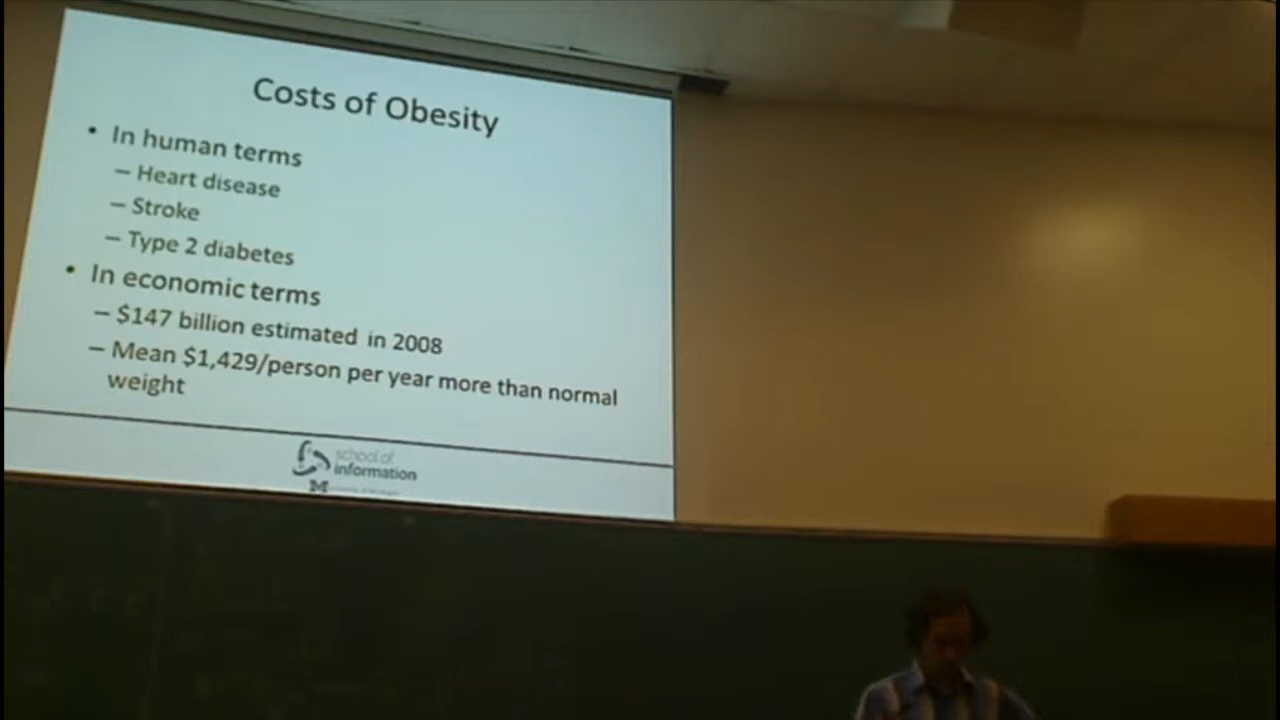 Costs of Obesity
• In human terms
– Heart disease
– Stroke
– Type 2 diabetes
• In economic terms
– $147 billion estimated in 2008
– Mean $1,429/person per year more than normal
weight
school of
information
M